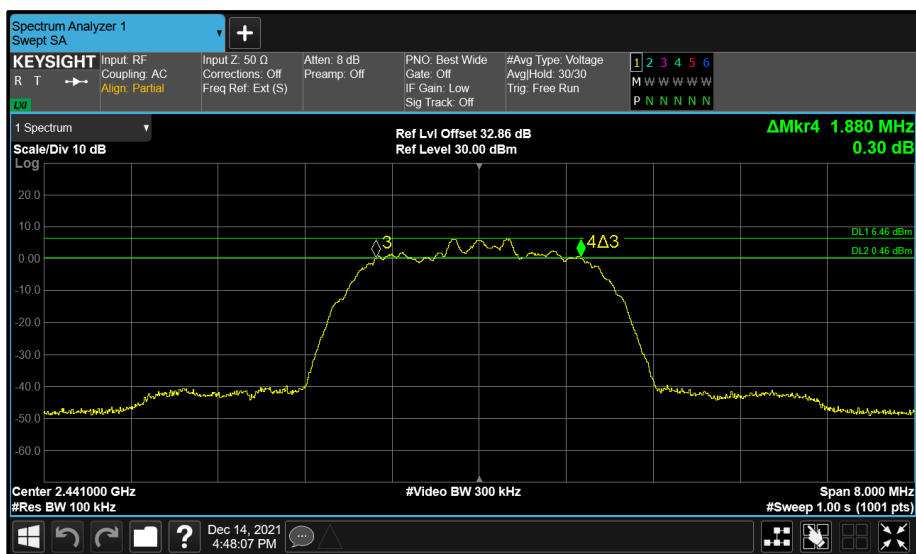 Spectrum Analyzer 1
Swept SA
KEYSIGHT
R T
LXI
Input: RF
Coupling: AC
Align: Partial
Input Z: 50 Ω
Corrections: Off
Freq Ref: Ext (S)
Atten: 8 dB
Preamp: Off
PNO: Best Wide
Gate: Off
IF Gain: Low
Sig Track: Off
#Avg Type: Voltage
Avg|Hold: 30/30
Trig: Free Run
1 2 3 4 5 6
M W W W W W
P N N N N N
1 Spectrum
Scale/Div 10 dB
Log
Ref Lvl Offset 32.86 dB
Ref Level 30.00 dBm
ΔMkr4 1.880 MHz
0.30 dB
20.0
10.0
0.00
-10.0
-20.0
-30.0
-40.0
-50.0
-60.0
3
4Δ3
DL1 6.46 dBm
DL2 0.46 dBm
Center 2.441000 GHz
#Res BW 100 kHz
#Video BW 300 kHz
Span 8.000 MHz
#Sweep 1.00 s (1001 pts)
?
Dec 14, 2021
4:48:07 PM